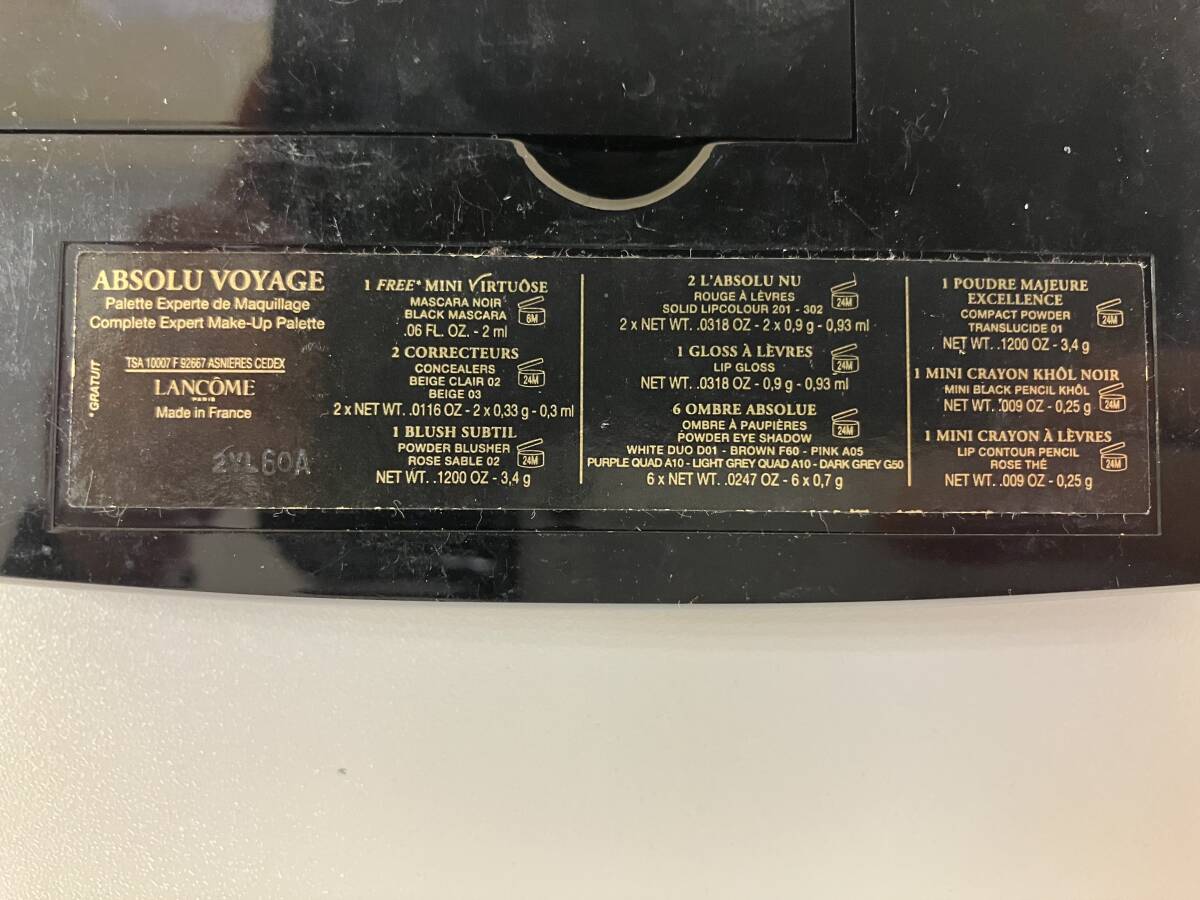 ABSOLU VOYAGE
Palette Experte de Maquillage
Complete Expert Make-Up Palette
TSA 10007 F 92667 ASNIERES CEDEX
LANCÔME
PARIS
Made in France
* GRATUIT
2YL60A
1 FREE* MINI VIRTUÔSE
MASCARA NOIR
BLACK MASCARA
6M
.06 FL. OZ. - 2 ml
2 CORRECTEURS
CONCEALERS
BEIGE CLAIR 02
BEIGE 03
24M
2 x NET WT. .0116 OZ - 2 x 0,33 g - 0,3 ml
1 BLUSH SUBTIL
POWDER BLUSHER
ROSE SABLE 02
24M
NET WT. .1200 OZ - 3,4 g
2 L'ABSOLU NU
ROUGE À LÈVRES
SOLID LIPCOLOUR 201 - 302
24M
2 x NET WT. .0318 OZ - 2 x 0,9 g - 0,93 ml
1 GLOSS À LÈVRES
LIP GLOSS
24M
NET WT. .0318 OZ - 0,9 g - 0,93 ml
6 OMBRE ABSOLUE
OMBRE À PAUPIÈRES
POWDER EYE SHADOW
24M
WHITE DUO D01 - BROWN F60 - PINK A05
PURPLE QUAD A10 - LIGHT GREY QUAD A10 - DARK GREY G50
6 x NET WT. .0247 OZ - 6 x 0,7 g
1 POUDRE MAJEURE
EXCELLENCE
COMPACT POWDER
TRANSLUCIDE 01
24M
NET WT. .1200 OZ - 3,4 g
1 MINI CRAYON KHÔL NOIR
MINI BLACK PENCIL KHÔL
NET WT. .009 OZ - 0,25 g
24M
1 MINI CRAYON À LÈVRES
LIP CONTOUR PENCIL
ROSE THÉ
24M
NET WT. .009 OZ - 0,25 g